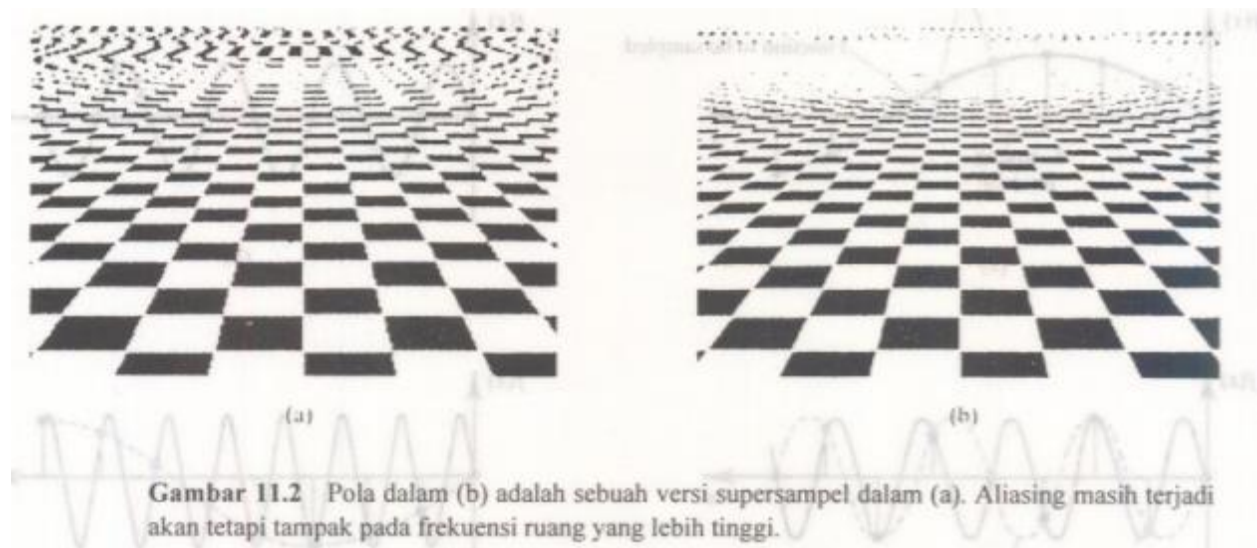 (a)
(b)
Gambar 11.2 Pola dalam (b) adalah sebuah versi supersampel dalam (a). Aliasing masih terjadi
akan tetapi tampak pada frekuensi ruang yang lebih tinggi.